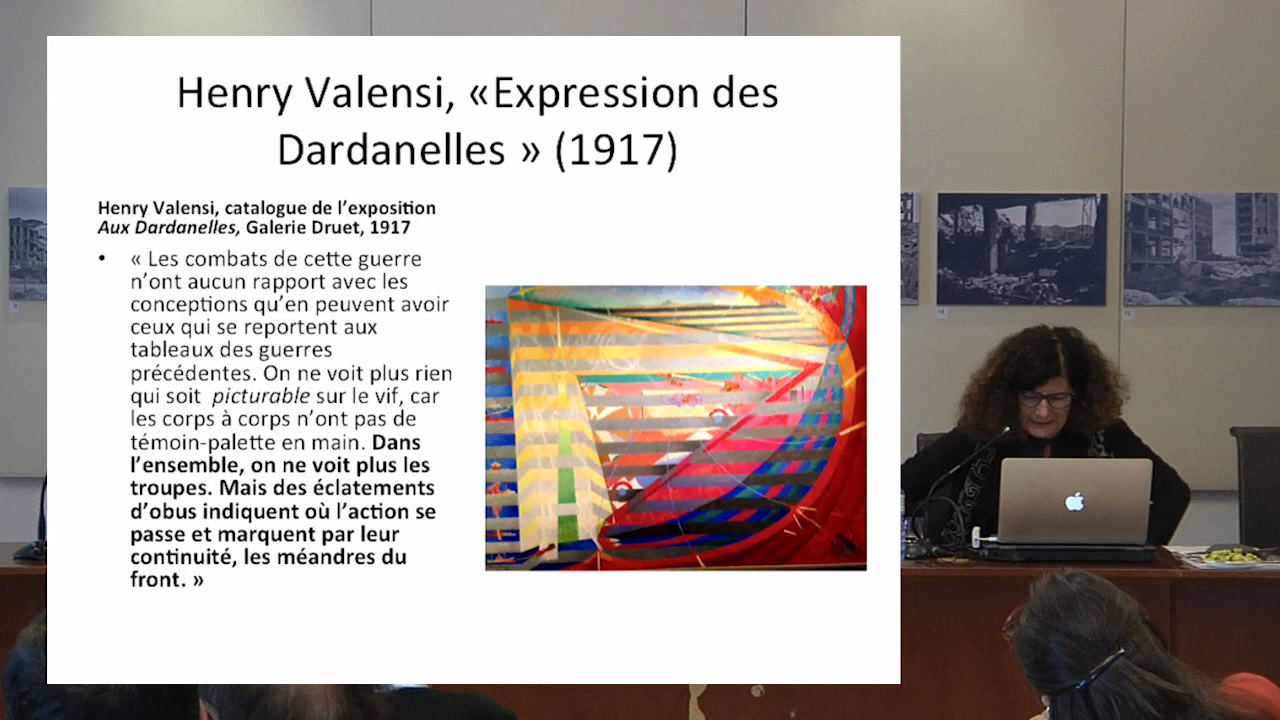 Henry Valensi, «Expression des
Dardanelles » (1917)
Henry Valensi, catalogue de l’exposition
Aux Dardanelles, Galerie Druet, 1917
• « Les combats de cette guerre
n’ont aucun rapport avec les
conceptions qu’en peuvent avoir
ceux qui se reportent aux
tableaux des guerres
précédentes. On ne voit plus rien
qui soit picturable sur le vif, car
les corps à corps n’ont pas de
témoin-palette en main. Dans
l’ensemble, on ne voit plus les
troupes. Mais des éclatements
d’obus indiquent où l’action se
passe et marquent par leur
continuité, les méandres du
front. »